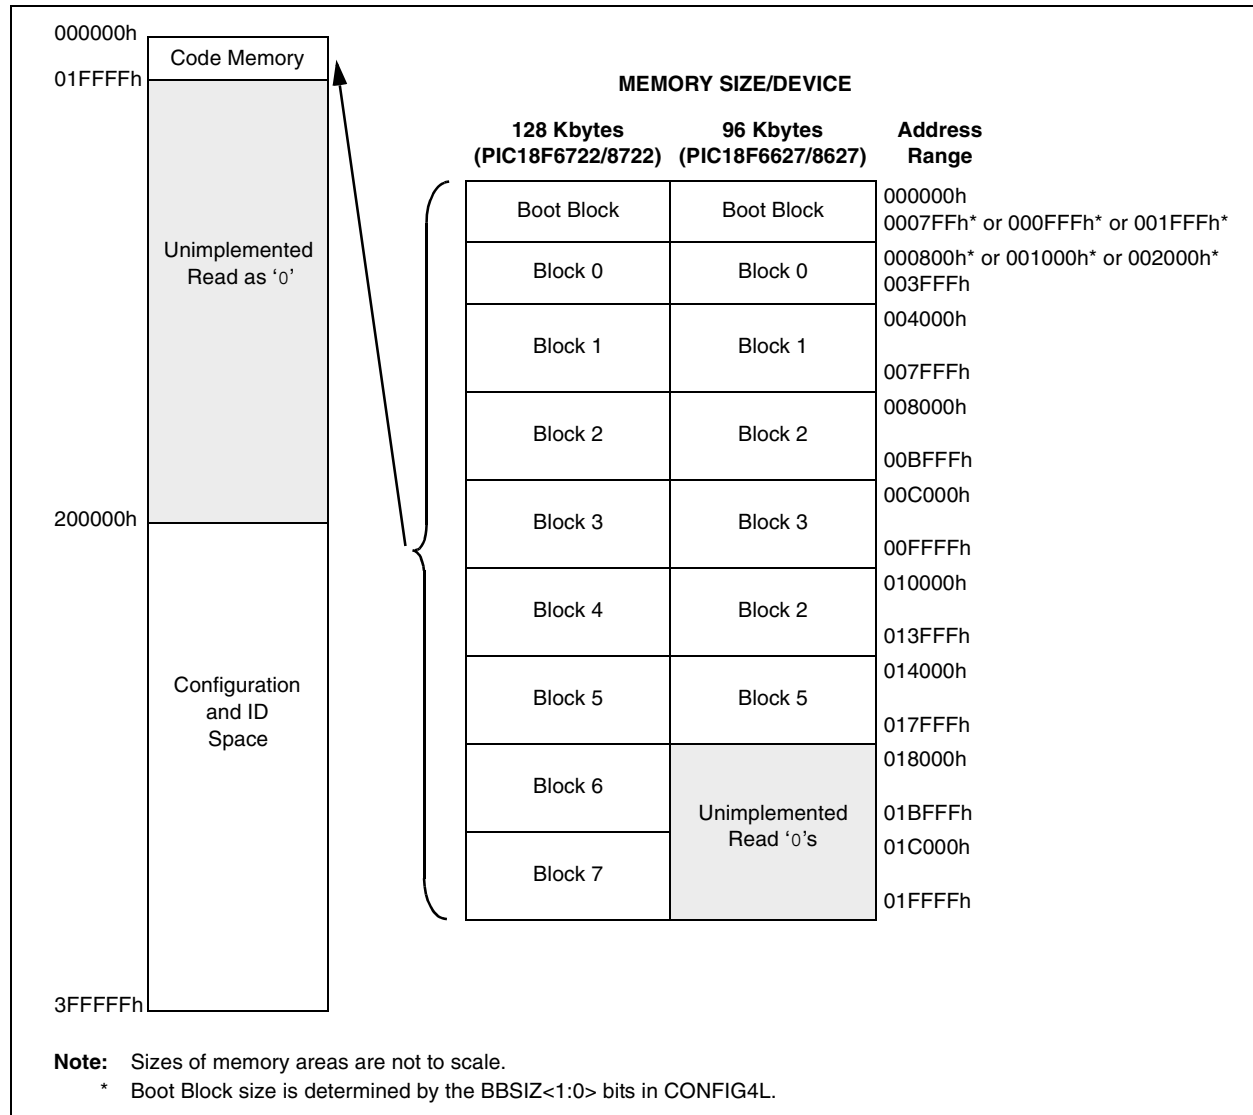 000000h
Code Memory
01FFFFh
Unimplemented
Read as ‘0’
200000h
Configuration
and ID
Space
3FFFFFh
MEMORY SIZE/DEVICE
128 Kbytes
(PIC18F6722/8722)
96 Kbytes
(PIC18F6627/8627)
Address
Range
Boot Block
Boot Block
000000h
0007FFh* or 000FFFh* or 001FFFh*
Block 0
Block 0
000800h* or 001000h* or 002000h*
003FFFh
Block 1
Block 1
004000h
007FFFh
Block 2
Block 2
008000h
00BFFFh
Block 3
Block 3
00C000h
00FFFFh
Block 4
Block 2
010000h
013FFFh
Block 5
Block 5
014000h
017FFFh
Block 6
Unimplemented
Read ‘0’s
018000h
01BFFFh
Block 7
01C000h
01FFFFh
Note: Sizes of memory areas are not to scale.
* Boot Block size is determined by the BBSIZ<1:0> bits in CONFIG4L.